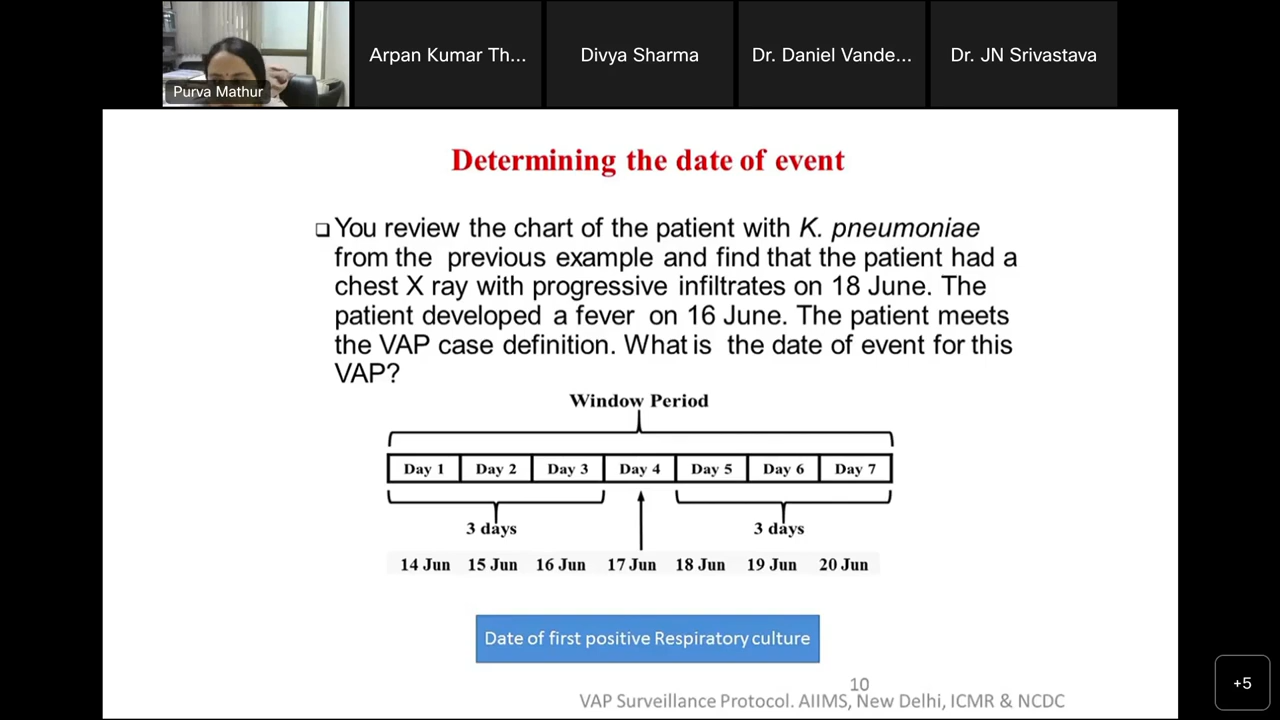 Purva Mathur
Arpan Kumar Th...
Divya Sharma
Dr. Daniel Vande...
Dr. JN Srivastava
Determining the date of event
❑ You review the chart of the patient with K. pneumoniae
from the previous example and find that the patient had a
chest X ray with progressive infiltrates on 18 June. The
patient developed a fever on 16 June. The patient meets
the VAP case definition. What is the date of event for this
VAP?
Window Period
Day 1 Day 2 Day 3 Day 4 Day 5 Day 6 Day 7
3 days 3 days
14 Jun 15 Jun 16 Jun 17 Jun 18 Jun 19 Jun 20 Jun
Date of first positive Respiratory culture
10
VAP Surveillance Protocol. AIIMS, New Delhi, ICMR & NCDC
+5